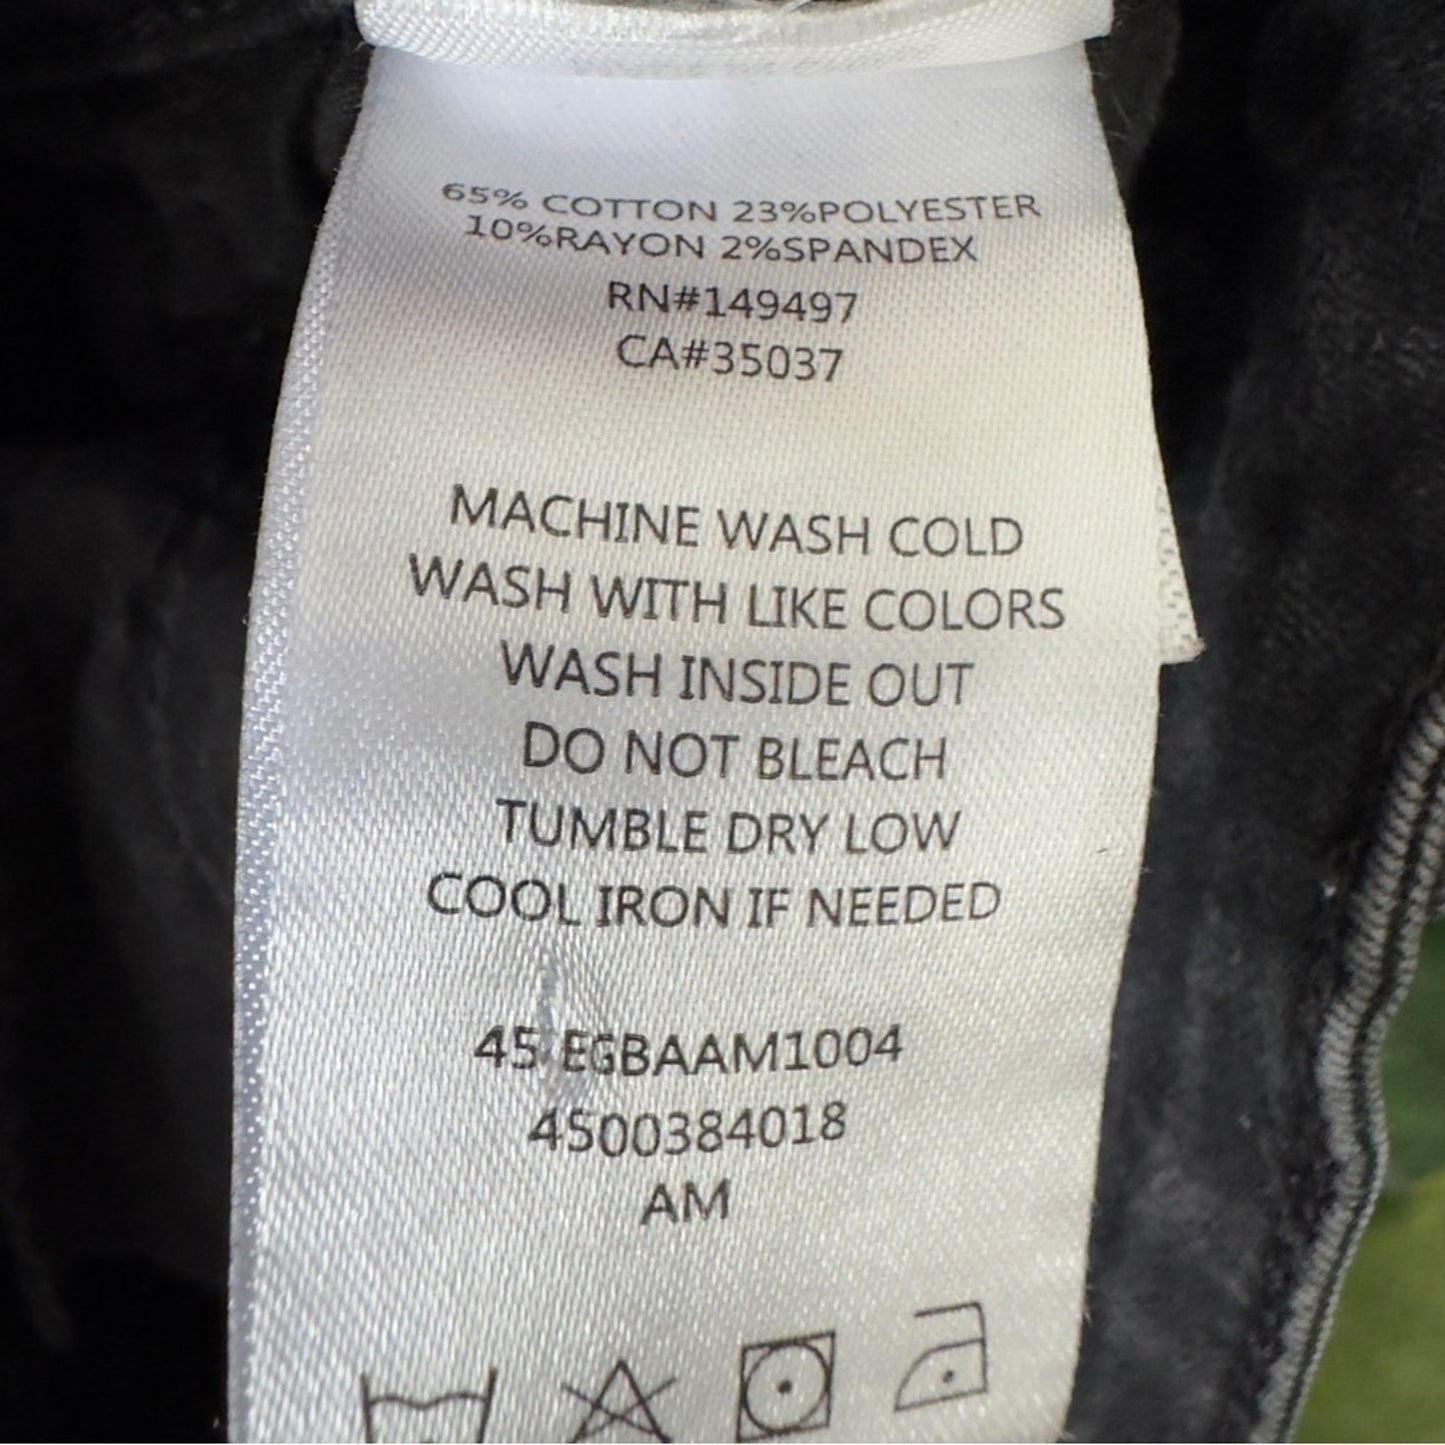 65% COTTON 23%POLYESTER
10%RAYON 2%SPANDEX
RN#149497
CA#35037
MACHINE WASH COLD
WASH WITH LIKE COLORS
WASH INSIDE OUT
DO NOT BLEACH
TUMBLE DRY LOW
COOL IRON IF NEEDED
45 EGBAAM1004
4500384018
AM